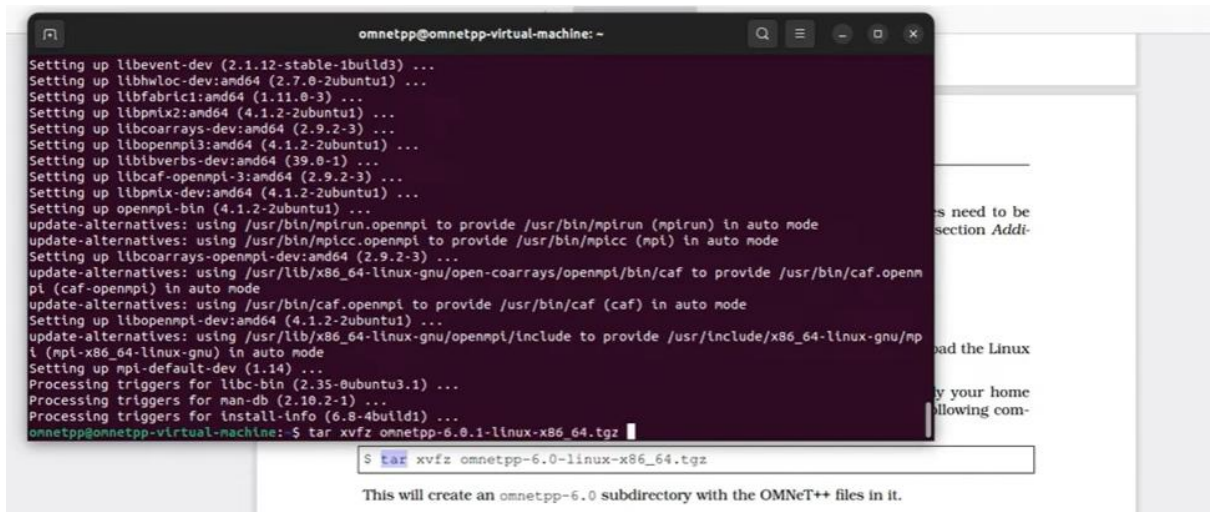 omnetpp@omnetpp-virtual-machine: ~
Setting up libevent-dev (2.1.12-stable-1build3) ...
Setting up libhwloc-dev:amd64 (2.7.0-2ubuntu1) ...
Setting up libfabric1:amd64 (1.11.0-3) ...
Setting up libpmix2:amd64 (4.1.2-2ubuntu1) ...
Setting up libcoarrays-dev:amd64 (2.9.2-3) ...
Setting up libopenmpi3:amd64 (4.1.2-2ubuntu1) ...
Setting up libibverbs-dev:amd64 (39.0-1) ...
Setting up libcaf-openmpi-3:amd64 (2.9.2-3) ...
Setting up libpmix-dev:amd64 (4.1.2-2ubuntu1) ...
Setting up openmpi-bin (4.1.2-2ubuntu1) ...
update-alternatives: using /usr/bin/mpirun.openmpi to provide /usr/bin/mpirun (mpirun) in auto mode
update-alternatives: using /usr/bin/mpicc.openmpi to provide /usr/bin/mpicc (mpi) in auto mode
Setting up libcoarrays-openmpi-dev:amd64 (2.9.2-3) ...
update-alternatives: using /usr/lib/x86_64-linux-gnu/open-coarrays/openmpi/bin/caf to provide /usr/bin/caf.openm
pi (caf-openmpi) in auto mode
update-alternatives: using /usr/bin/caf.openmpi to provide /usr/bin/caf (caf) in auto mode
Setting up libopenmpi-dev:amd64 (4.1.2-2ubuntu1) ...
update-alternatives: using /usr/lib/x86_64-linux-gnu/openmpi/include to provide /usr/include/x86_64-linux-gnu/mp
i (mpi-x86_64-linux-gnu) in auto mode
Setting up mpi-default-dev (1.14) ...
Processing triggers for libc-bin (2.35-0ubuntu3.1) ...
Processing triggers for man-db (2.10.2-1) ...
Processing triggers for install-info (6.8-4build1) ...
omnetpp@omnetpp-virtual-machine:~$ tar xvfz omnetpp-6.0.1-linux-x86_64.tgz
s need to be
section Addi-
oad the Linux
y your home
ollowing com-
$ tar xvfz omnetpp-6.0-linux-x86_64.tgz
This will create an omnetpp-6.0 subdirectory with the OMNeT++ files in it.